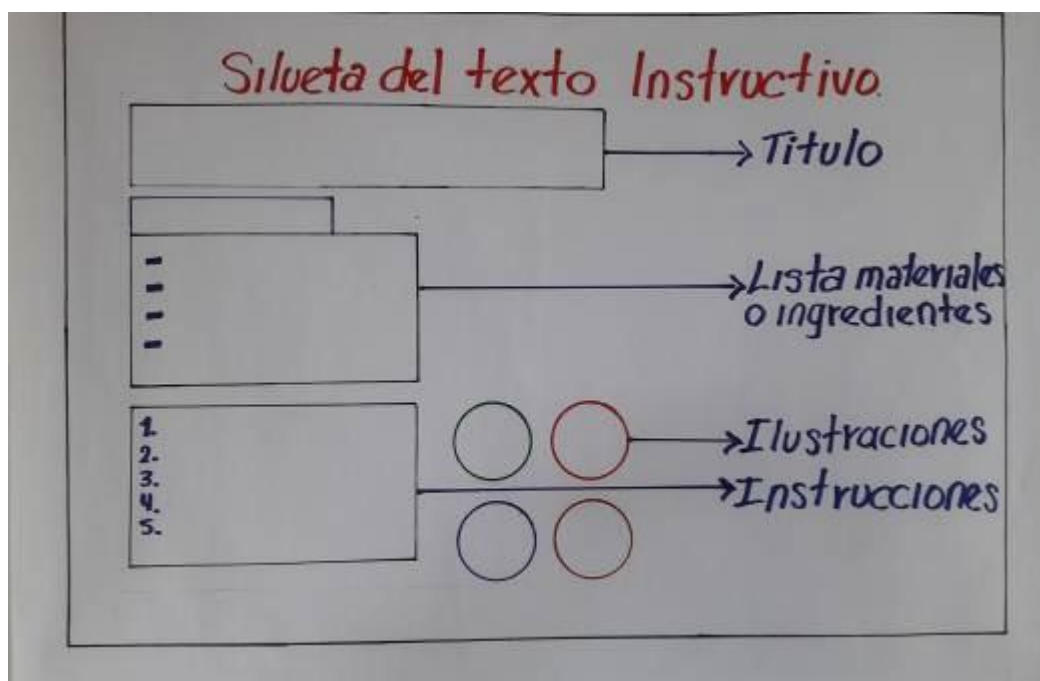 Silueta del texto Instructivo.
Titulo
-
-
-
-
Lista materiales
o ingredientes
1.
2.
3.
4.
5.
Ilustraciones
Instrucciones